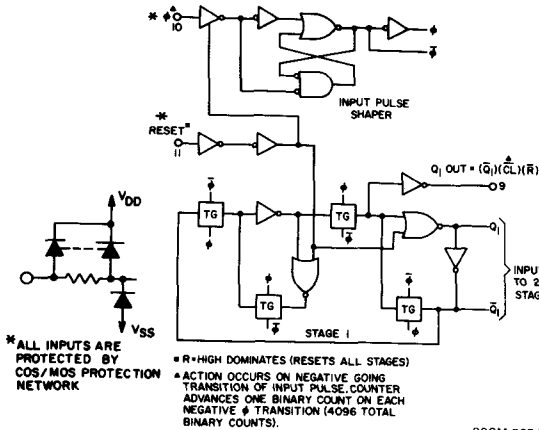 * ϕ▲
10
ϕ
ϕ̅
INPUT PULSE
SHAPER
*
RESET■
11
Q₁ OUT = (Q̅₁)(C̅L̅▲)(R̅)
9
VDD
ϕ̅
TG
ϕ
ϕ
TG
ϕ̅
Q₁
INPUT
TO 2
STAG
ϕ
TG
ϕ̅
ϕ̅
TG
ϕ
Q̅₁
VSS
STAGE 1
* ALL INPUTS ARE
PROTECTED BY
COS/MOS PROTECTION
NETWORK
■ R=HIGH DOMINATES (RESETS ALL STAGES)
▲ ACTION OCCURS ON NEGATIVE GOING
TRANSITION OF INPUT PULSE. COUNTER
ADVANCES ONE BINARY COUNT ON EACH
NEGATIVE ϕ TRANSITION (4096 TOTAL
BINARY COUNTS).